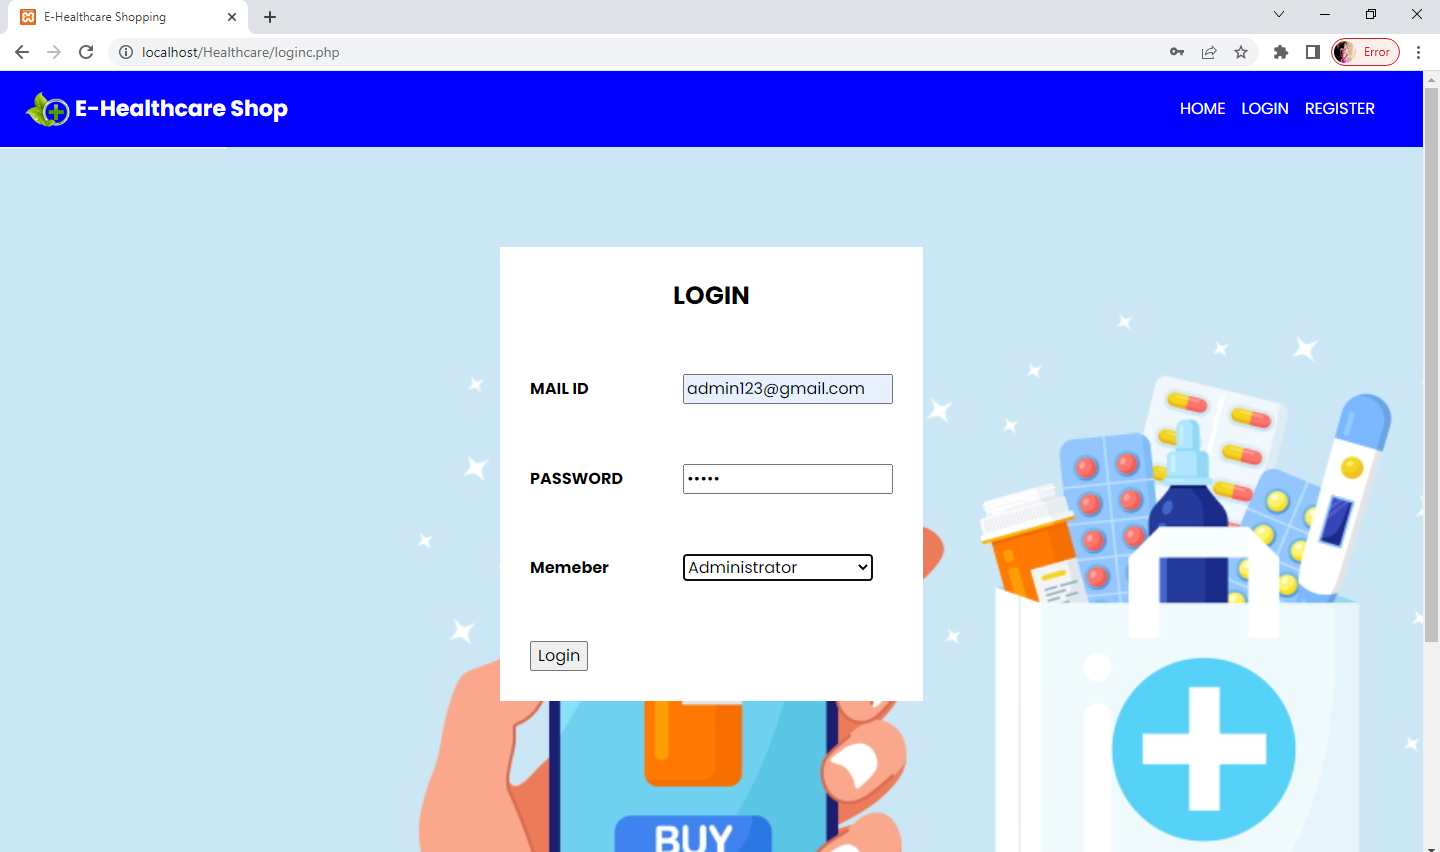 E-Healthcare Shopping
localhost/Healthcare/loginc.php
Error
E-Healthcare Shop
HOME LOGIN REGISTER
LOGIN
MAIL ID admin123@gmail.com
PASSWORD •••••
Memeber Administrator
Login
BUY